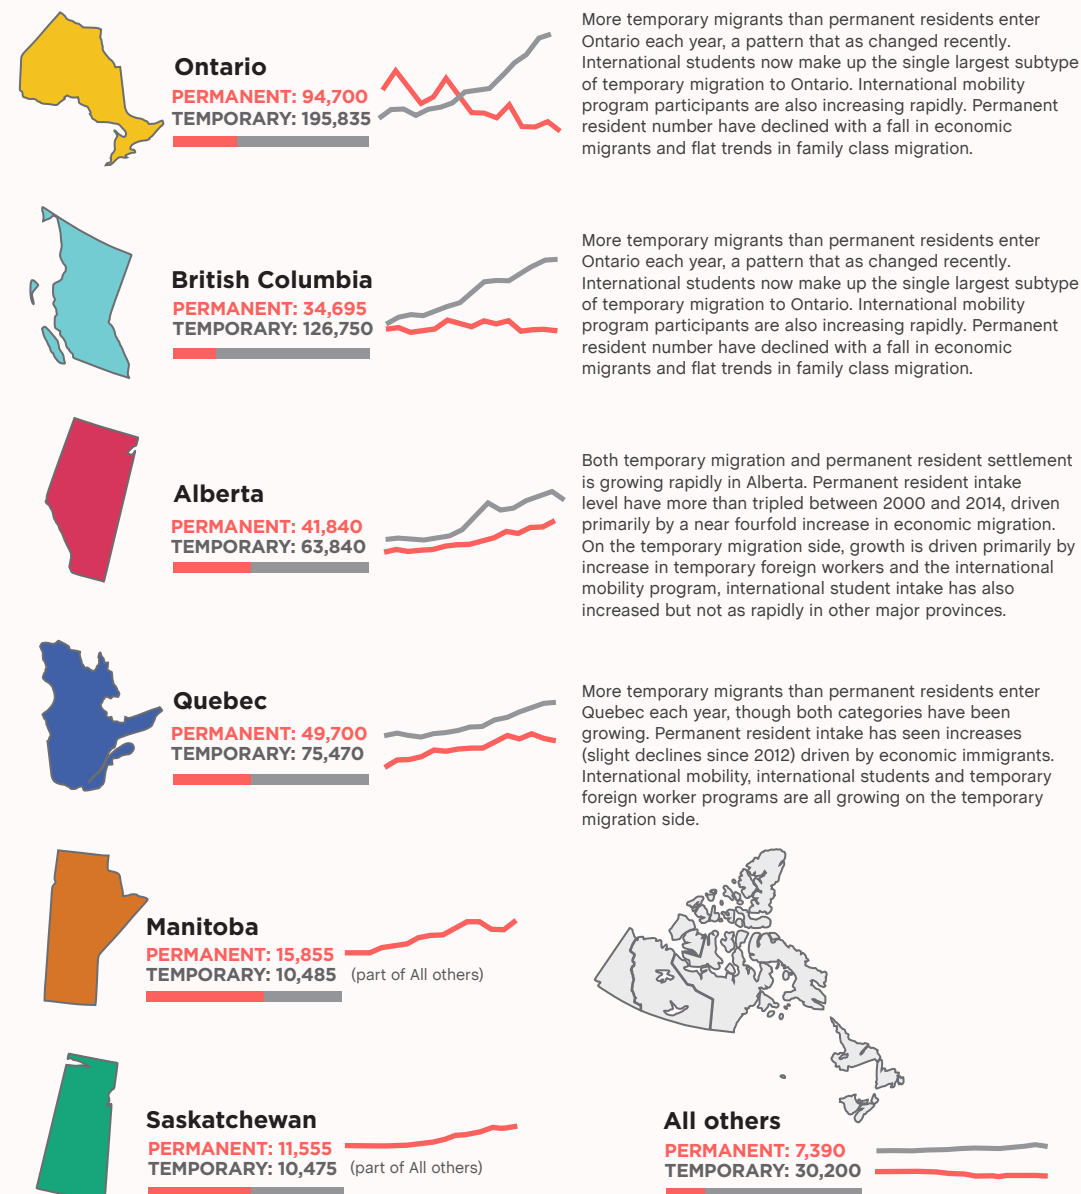 Ontario
PERMANENT: 94,700
TEMPORARY: 195,835
More temporary migrants than permanent residents enter
Ontario each year, a pattern that as changed recently.
International students now make up the single largest subtype
of temporary migration to Ontario. International mobility
program participants are also increasing rapidly. Permanent
resident number have declined with a fall in economic
migrants and flat trends in family class migration.
British Columbia
PERMANENT: 34,695
TEMPORARY: 126,750
More temporary migrants than permanent residents enter
Ontario each year, a pattern that as changed recently.
International students now make up the single largest subtype
of temporary migration to Ontario. International mobility
program participants are also increasing rapidly. Permanent
resident number have declined with a fall in economic
migrants and flat trends in family class migration.
Alberta
PERMANENT: 41,840
TEMPORARY: 63,840
Both temporary migration and permanent resident settlement
is growing rapidly in Alberta. Permanent resident intake
level have more than tripled between 2000 and 2014, driven
primarily by a near fourfold increase in economic migration.
On the temporary migration side, growth is driven primarily by
increase in temporary foreign workers and the international
mobility program, international student intake has also
increased but not as rapidly in other major provinces.
Quebec
PERMANENT: 49,700
TEMPORARY: 75,470
More temporary migrants than permanent residents enter
Quebec each year, though both categories have been
growing. Permanent resident intake has seen increases
(slight declines since 2012) driven by economic immigrants.
International mobility, international students and temporary
foreign worker programs are all growing on the temporary
migration side.
Manitoba
PERMANENT: 15,855
TEMPORARY: 10,485 (part of All others)
Saskatchewan
PERMANENT: 11,555
TEMPORARY: 10,475 (part of All others)
All others
PERMANENT: 7,390
TEMPORARY: 30,200